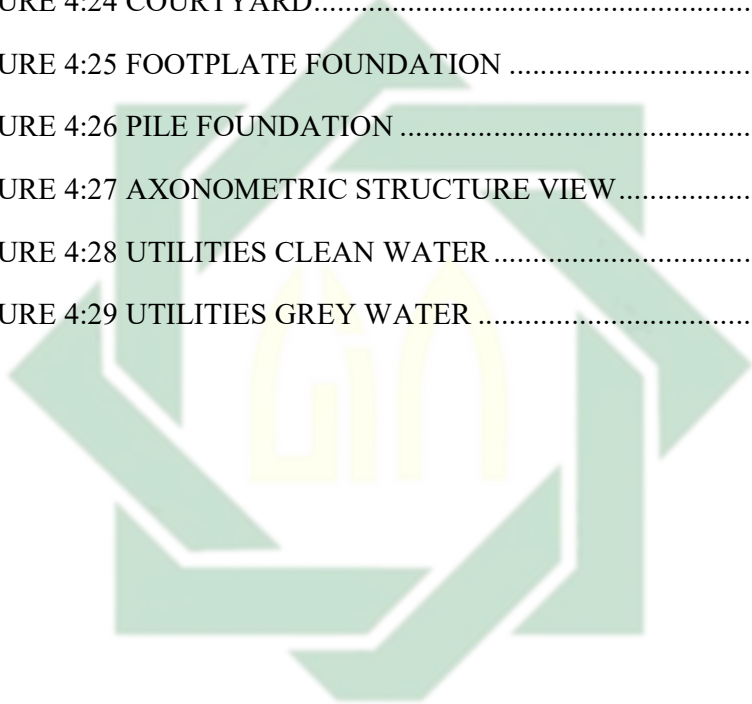 URE 4:24 COURTYARD......................................................
URE 4:25 FOOTPLATE FOUNDATION ..............................
URE 4:26 PILE FOUNDATION ............................................
URE 4:27 AXONOMETRIC STRUCTURE VIEW.................
URE 4:28 UTILITIES CLEAN WATER ................................
URE 4:29 UTILITIES GREY WATER ..................................